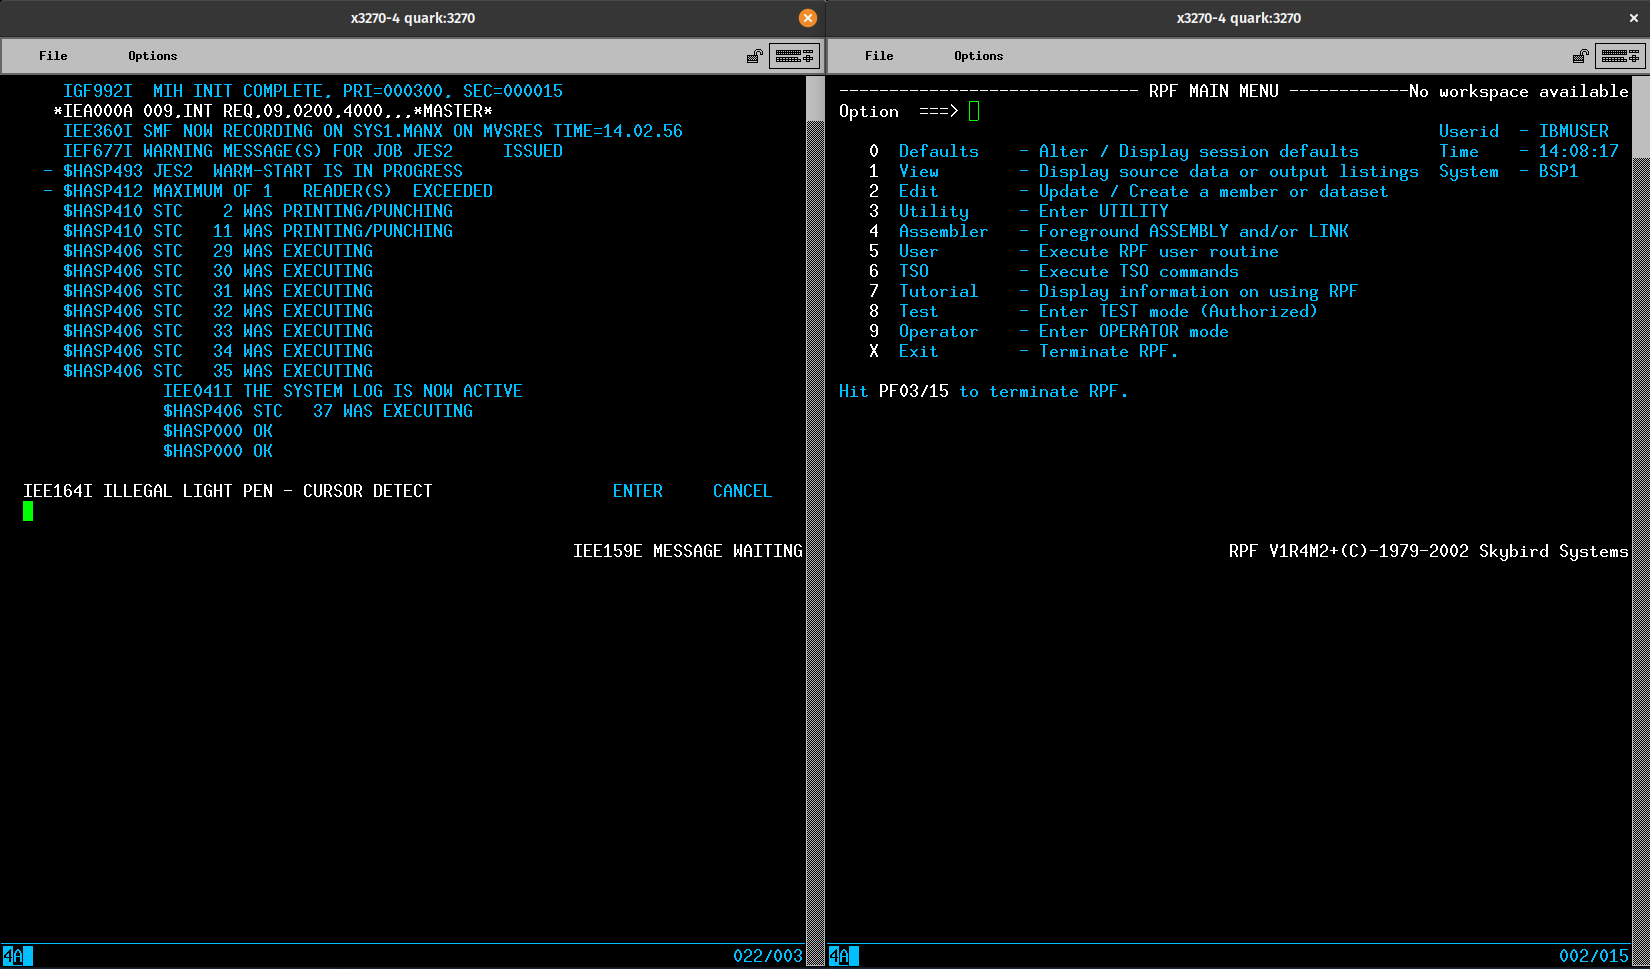 x3270-4 quark:3270
File Options
IGF992I  MIH INIT COMPLETE, PRI=000300, SEC=000015
*IEA000A 009,INT REQ,09,0200,4000,,,*MASTER*
IEE360I SMF NOW RECORDING ON SYS1.MANX ON MVSRES TIME=14.02.56
IEF677I WARNING MESSAGE(S) FOR JOB JES2     ISSUED
- $HASP493 JES2  WARM-START IS IN PROGRESS
- $HASP412 MAXIMUM OF 1   READER(S)  EXCEEDED
$HASP410 STC    2 WAS PRINTING/PUNCHING
$HASP410 STC   11 WAS PRINTING/PUNCHING
$HASP406 STC   29 WAS EXECUTING
$HASP406 STC   30 WAS EXECUTING
$HASP406 STC   31 WAS EXECUTING
$HASP406 STC   32 WAS EXECUTING
$HASP406 STC   33 WAS EXECUTING
$HASP406 STC   34 WAS EXECUTING
$HASP406 STC   35 WAS EXECUTING
IEE041I THE SYSTEM LOG IS NOW ACTIVE
$HASP406 STC   37 WAS EXECUTING
$HASP000 OK
$HASP000 OK
IEE164I ILLEGAL LIGHT PEN - CURSOR DETECT ENTER CANCEL
IEE159E MESSAGE WAITING
4A 022/003
x3270-4 quark:3270
File Options
------------------------------ RPF MAIN MENU ------------No workspace available
Option  ===>
Userid  - IBMUSER
0  Defaults    - Alter / Display session defaults        Time    - 14:08:17
1  View        - Display source data or output listings  System  - BSP1
2  Edit        - Update / Create a member or dataset
3  Utility     - Enter UTILITY
4  Assembler   - Foreground ASSEMBLY and/or LINK
5  User        - Execute RPF user routine
6  TSO         - Execute TSO commands
7  Tutorial    - Display information on using RPF
8  Test        - Enter TEST mode (Authorized)
9  Operator    - Enter OPERATOR mode
X  Exit        - Terminate RPF.
Hit PF03/15 to terminate RPF.
RPF V1R4M2+(C)-1979-2002 Skybird Systems
4A 002/015